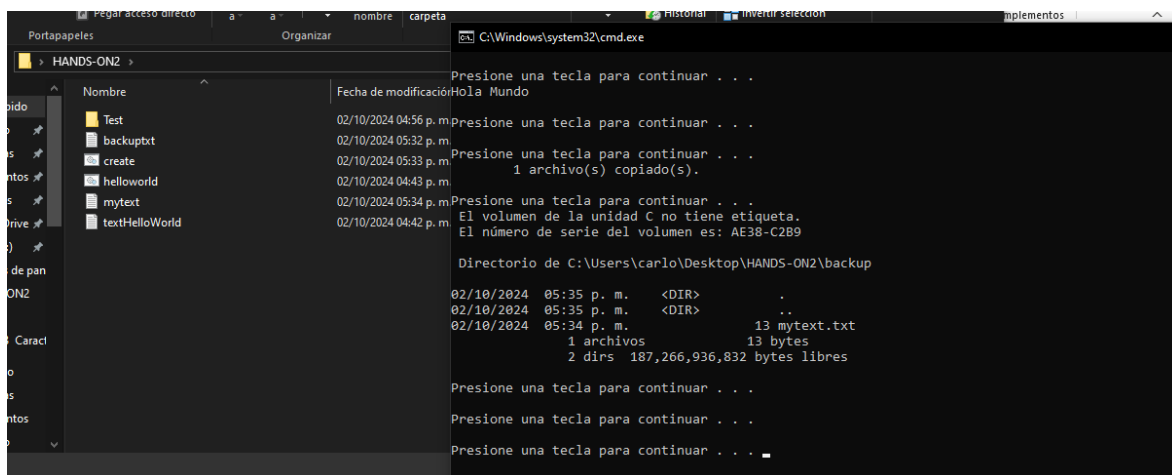 Pegar acceso directo
nombre
carpeta
Historial
Invertir selección
mplementos
Portapapeles
Organizar
HANDS-ON2
Nombre
Fecha de modificación
Test 02/10/2024 04:56 p. m.
backuptxt 02/10/2024 05:32 p. m.
create 02/10/2024 05:33 p. m.
helloworld 02/10/2024 04:43 p. m.
mytext 02/10/2024 05:34 p. m.
textHelloWorld 02/10/2024 04:42 p. m.
pido
ntos
rive
de pan
ON2
Caract
ntos
C:\Windows\system32\cmd.exe
Presione una tecla para continuar . . .
Hola Mundo
Presione una tecla para continuar . . .
Presione una tecla para continuar . . .
1 archivo(s) copiado(s).
Presione una tecla para continuar . . .
El volumen de la unidad C no tiene etiqueta.
El número de serie del volumen es: AE38-C2B9
Directorio de C:\Users\carlo\Desktop\HANDS-ON2\backup
02/10/2024 05:35 p. m. <DIR> .
02/10/2024 05:35 p. m. <DIR> ..
02/10/2024 05:34 p. m. 13 mytext.txt
1 archivos 13 bytes
2 dirs 187,266,936,832 bytes libres
Presione una tecla para continuar . . .
Presione una tecla para continuar . . .
Presione una tecla para continuar . . .